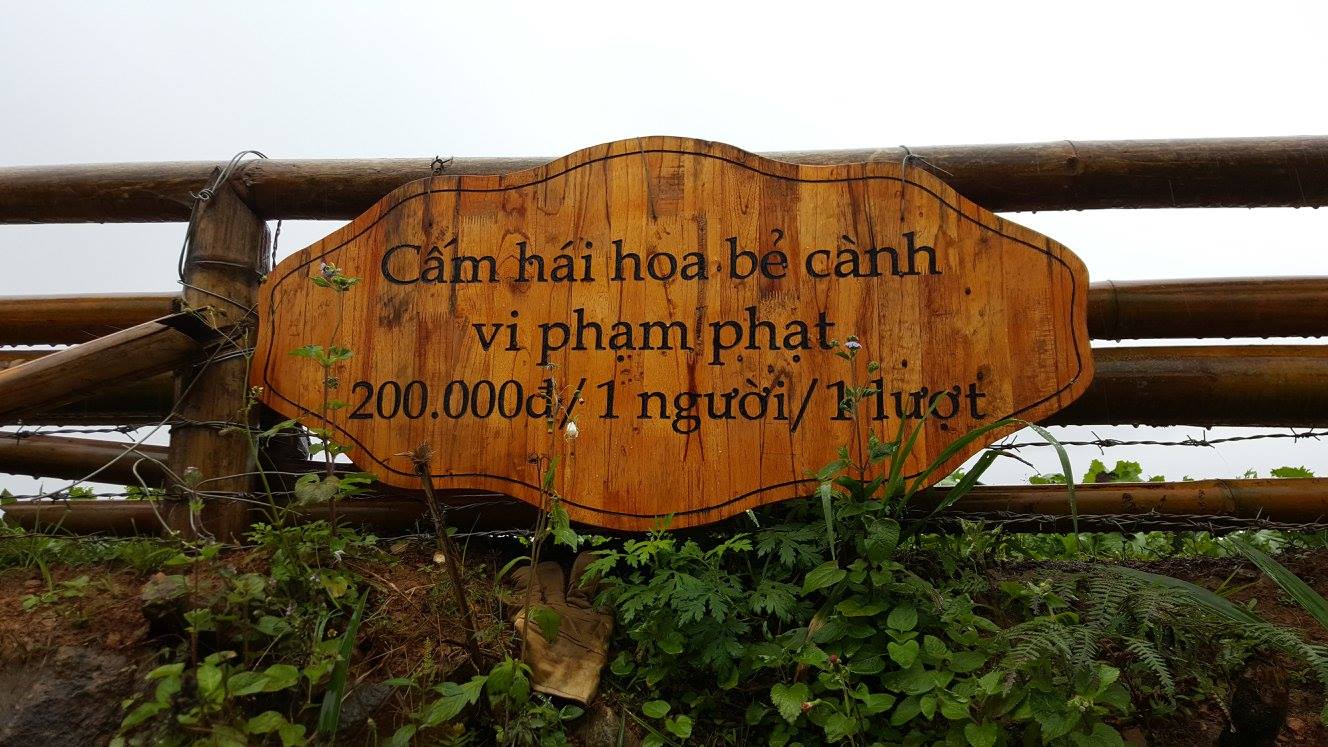 Cấm hái hoa bẻ cành
vi phạm phạt
200.000đ/ 1 người/ 1 lượt